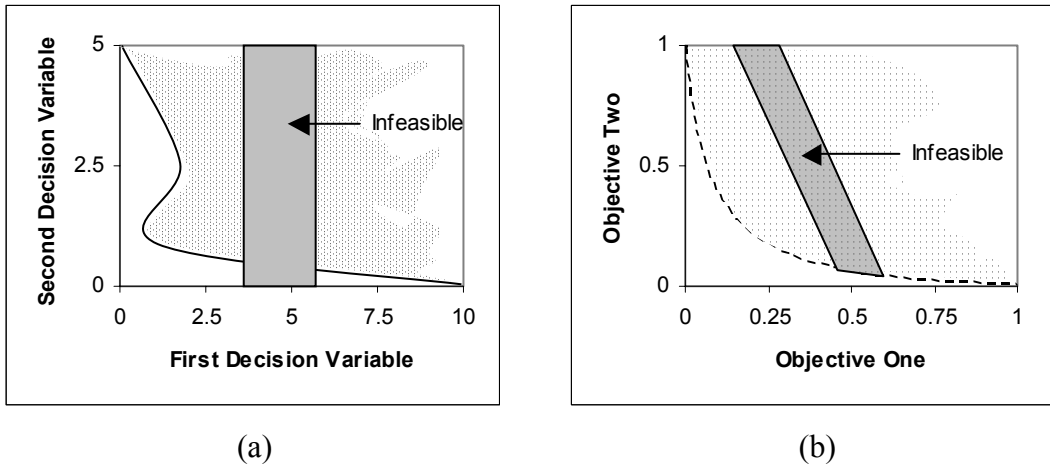 Second Decision Variable
5
2.5
0
Infeasible
0
2.5
5
7.5
10
First Decision Variable
(a)
Objective Two
1
0.5
0
Infeasible
0
0.25
0.5
0.75
1
Objective One
(b)